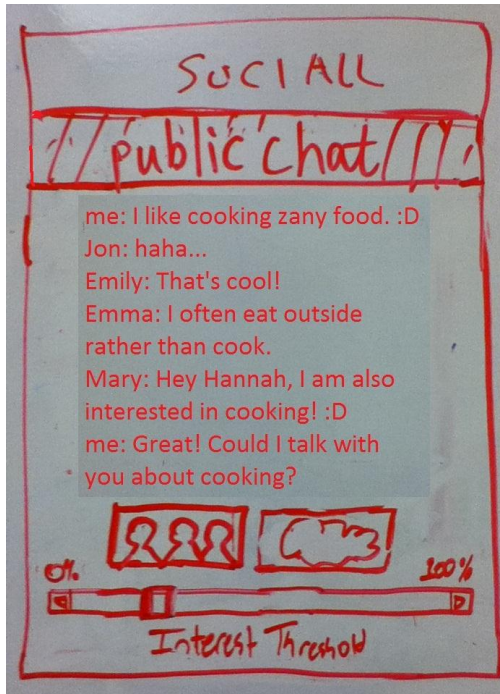 SOCIALL
public chat
me: I like cooking zany food. :D
Jon: haha...
Emily: That's cool!
Emma: I often eat outside
rather than cook.
Mary: Hey Hannah, I am also
interested in cooking! :D
me: Great! Could I talk with
you about cooking?
0% 100%
Interest Threshold